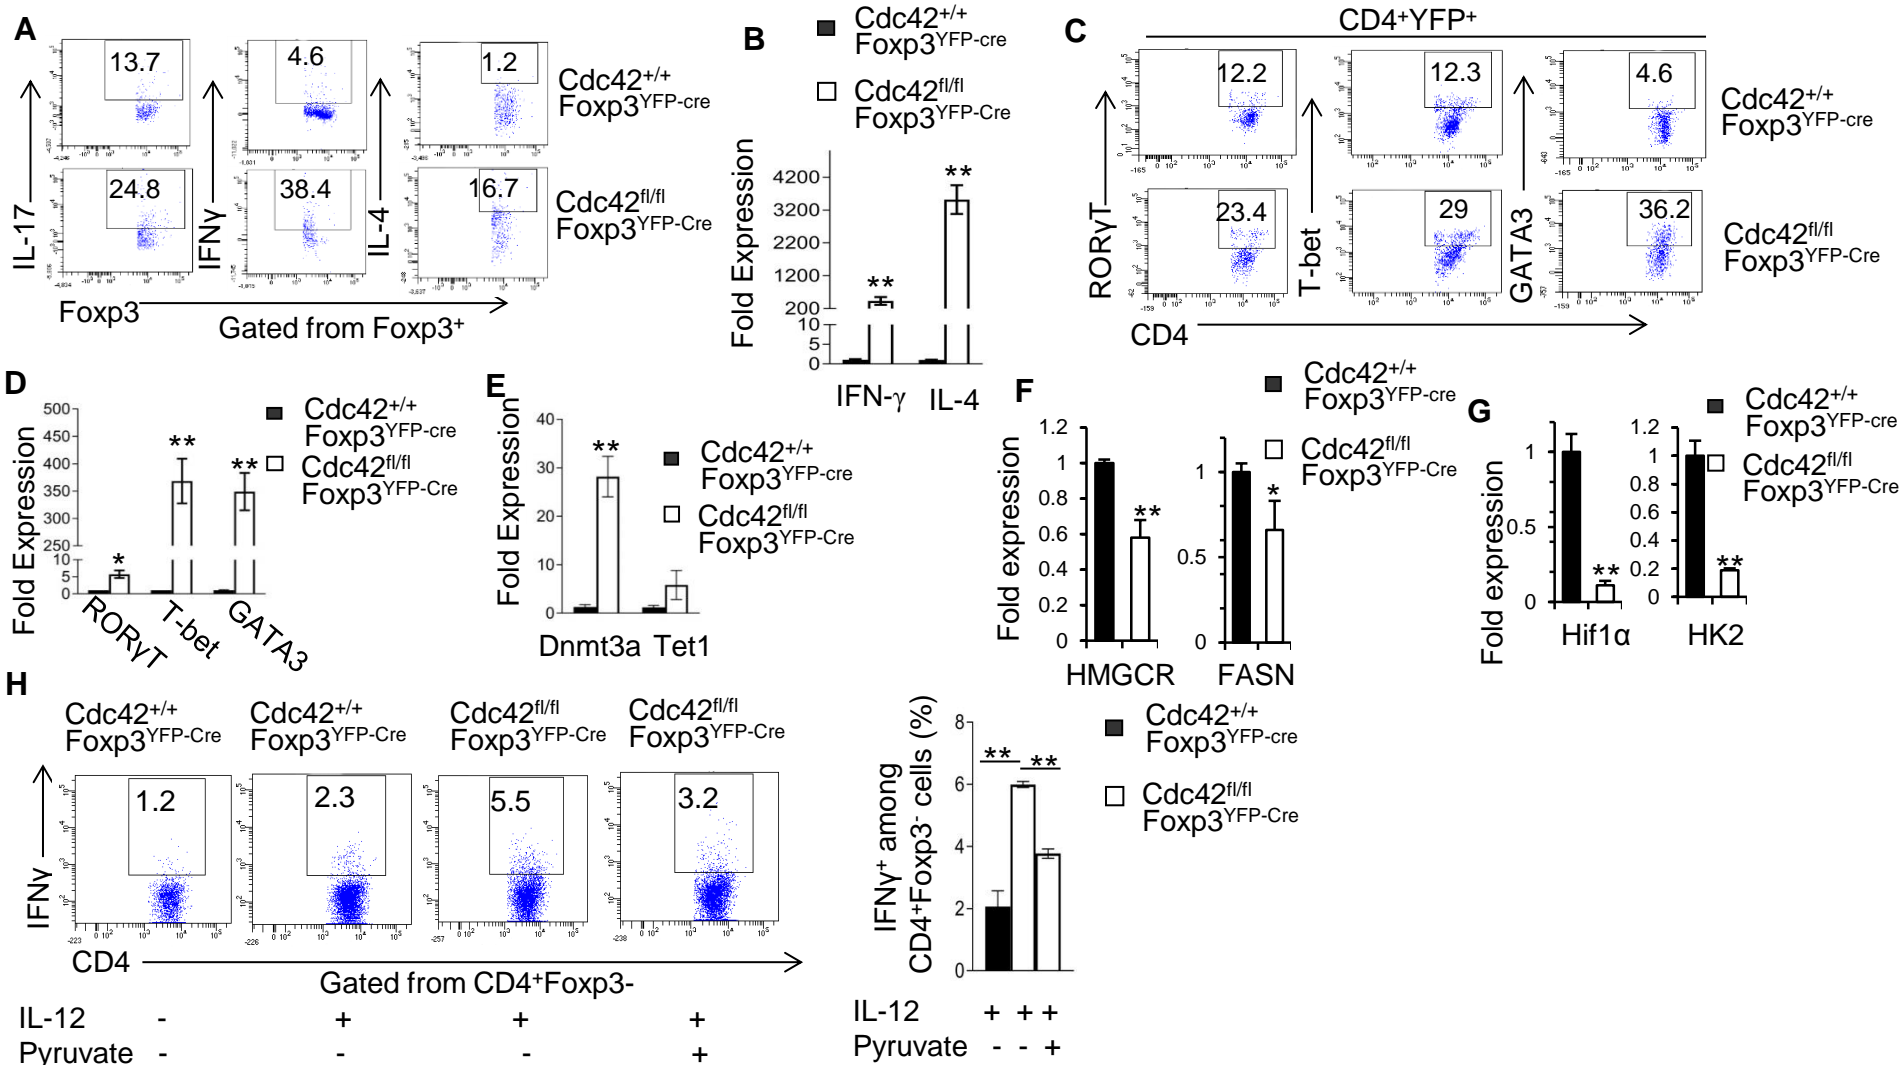 A
13.7
4.6
1.2
Cdc42+/+
Foxp3YFP-cre
24.8
38.4
16.7
Cdc42fl/fl
Foxp3YFP-Cre
IL-17
IFNγ
IL-4
Foxp3
Gated from Foxp3+
B
Cdc42+/+
Foxp3YFP-cre
Cdc42fl/fl
Foxp3YFP-Cre
Fold Expression
4200
3200
2200
1200
200
10
5
0
**
**
IFN-γ IL-4
C
CD4+YFP+
12.2
12.3
4.6
Cdc42+/+
Foxp3YFP-cre
23.4
29
36.2
Cdc42fl/fl
Foxp3YFP-Cre
RORγT
T-bet
GATA3
CD4
D
Cdc42+/+
Foxp3YFP-cre
Cdc42fl/fl
Foxp3YFP-Cre
Fold Expression
500
450
400
350
300
250
10
5
0
*
**
**
RORγT
T-bet
GATA3
E
Cdc42+/+
Foxp3YFP-cre
Cdc42fl/fl
Foxp3YFP-Cre
Fold Expression
40
30
20
10
0
**
Dnmt3a Tet1
F
Cdc42+/+
Foxp3YFP-cre
Cdc42fl/fl
Foxp3YFP-Cre
Fold expression
1.2
1
0.8
0.6
0.4
0.2
0
**
HMGCR
1
0.5
0
*
FASN
G
Cdc42+/+
Foxp3YFP-cre
Cdc42fl/fl
Foxp3YFP-Cre
Fold expression
1
0.5
0
**
Hif1α
1.2
1
0.8
0.6
0.4
0.2
0
**
HK2
H
Cdc42+/+
Foxp3YFP-Cre
Cdc42+/+
Foxp3YFP-Cre
Cdc42fl/fl
Foxp3YFP-Cre
Cdc42fl/fl
Foxp3YFP-Cre
1.2
2.3
5.5
3.2
IFNγ
CD4
Gated from CD4+Foxp3-
IL-12 - + + +
Pyruvate - - - +
IFNγ+ among
CD4+Foxp3- cells (%)
8
6
4
2
0
**
**
Cdc42+/+
Foxp3YFP-cre
Cdc42fl/fl
Foxp3YFP-Cre
IL-12 + + +
Pyruvate - - +